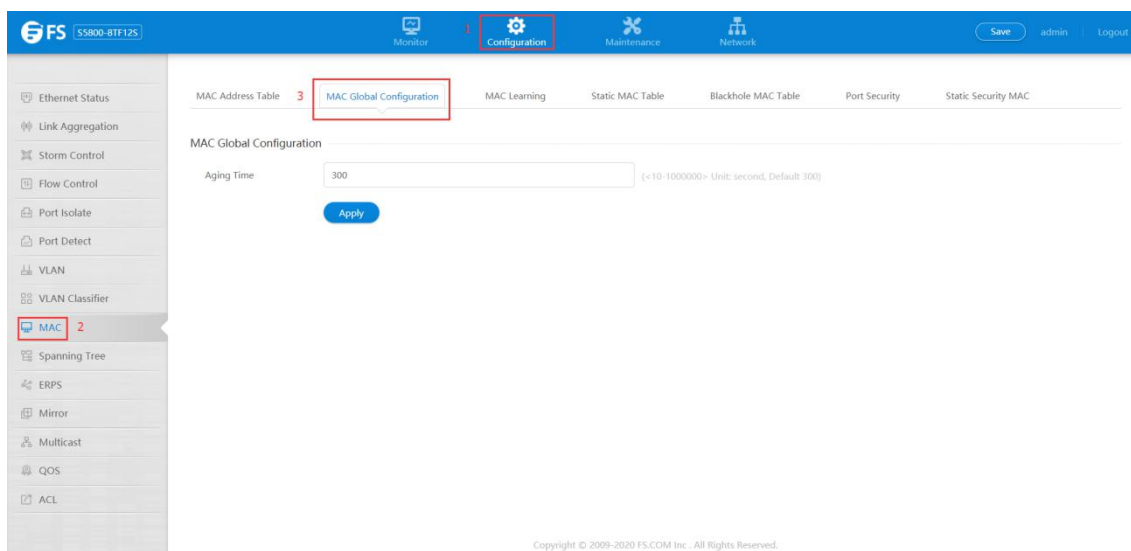 FS S5800-8TF12S
Monitor
1 Configuration
Maintenance
Network
Save admin Logout
Ethernet Status
Link Aggregation
Storm Control
Flow Control
Port Isolate
Port Detect
VLAN
VLAN Classifier
MAC 2
Spanning Tree
ERPS
Mirror
Multicast
QOS
ACL
MAC Address Table 3 MAC Global Configuration MAC Learning Static MAC Table Blackhole MAC Table Port Security Static Security MAC
MAC Global Configuration
Aging Time 300 (<10-1000000> Unit: second, Default 300)
Apply
Copyright © 2009-2020 FS.COM Inc . All Rights Reserved.